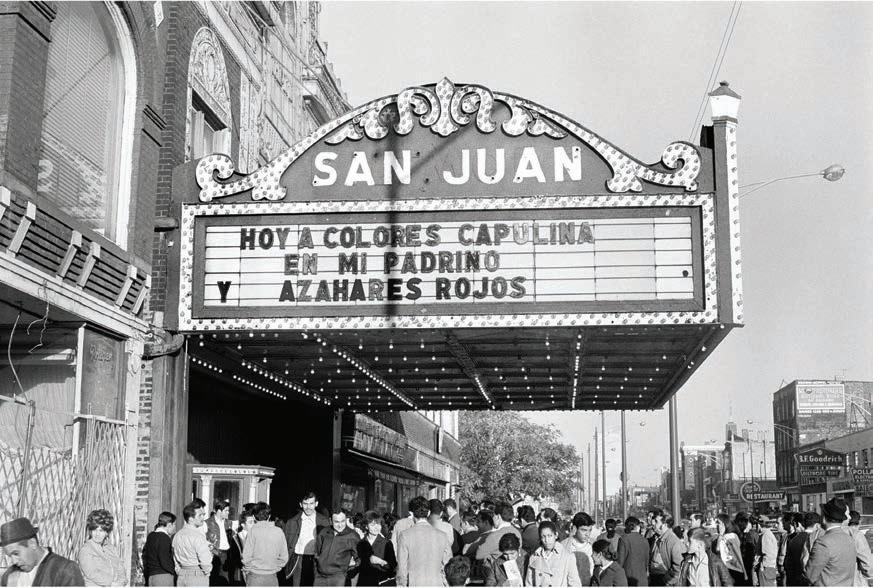 SAN JUAN
HOY A COLORES CAPULINA
EN MI PADRINO
Y AZAHARES ROJOS
B.F.Goodrich
RESTAURANT